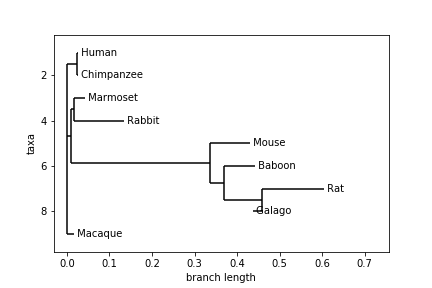 Human
Chimpanzee
Marmoset
Rabbit
Mouse
Baboon
Rat
Galago
Macaque
2
4
6
8
taxa
0.0 0.1 0.2 0.3 0.4 0.5 0.6 0.7
branch length